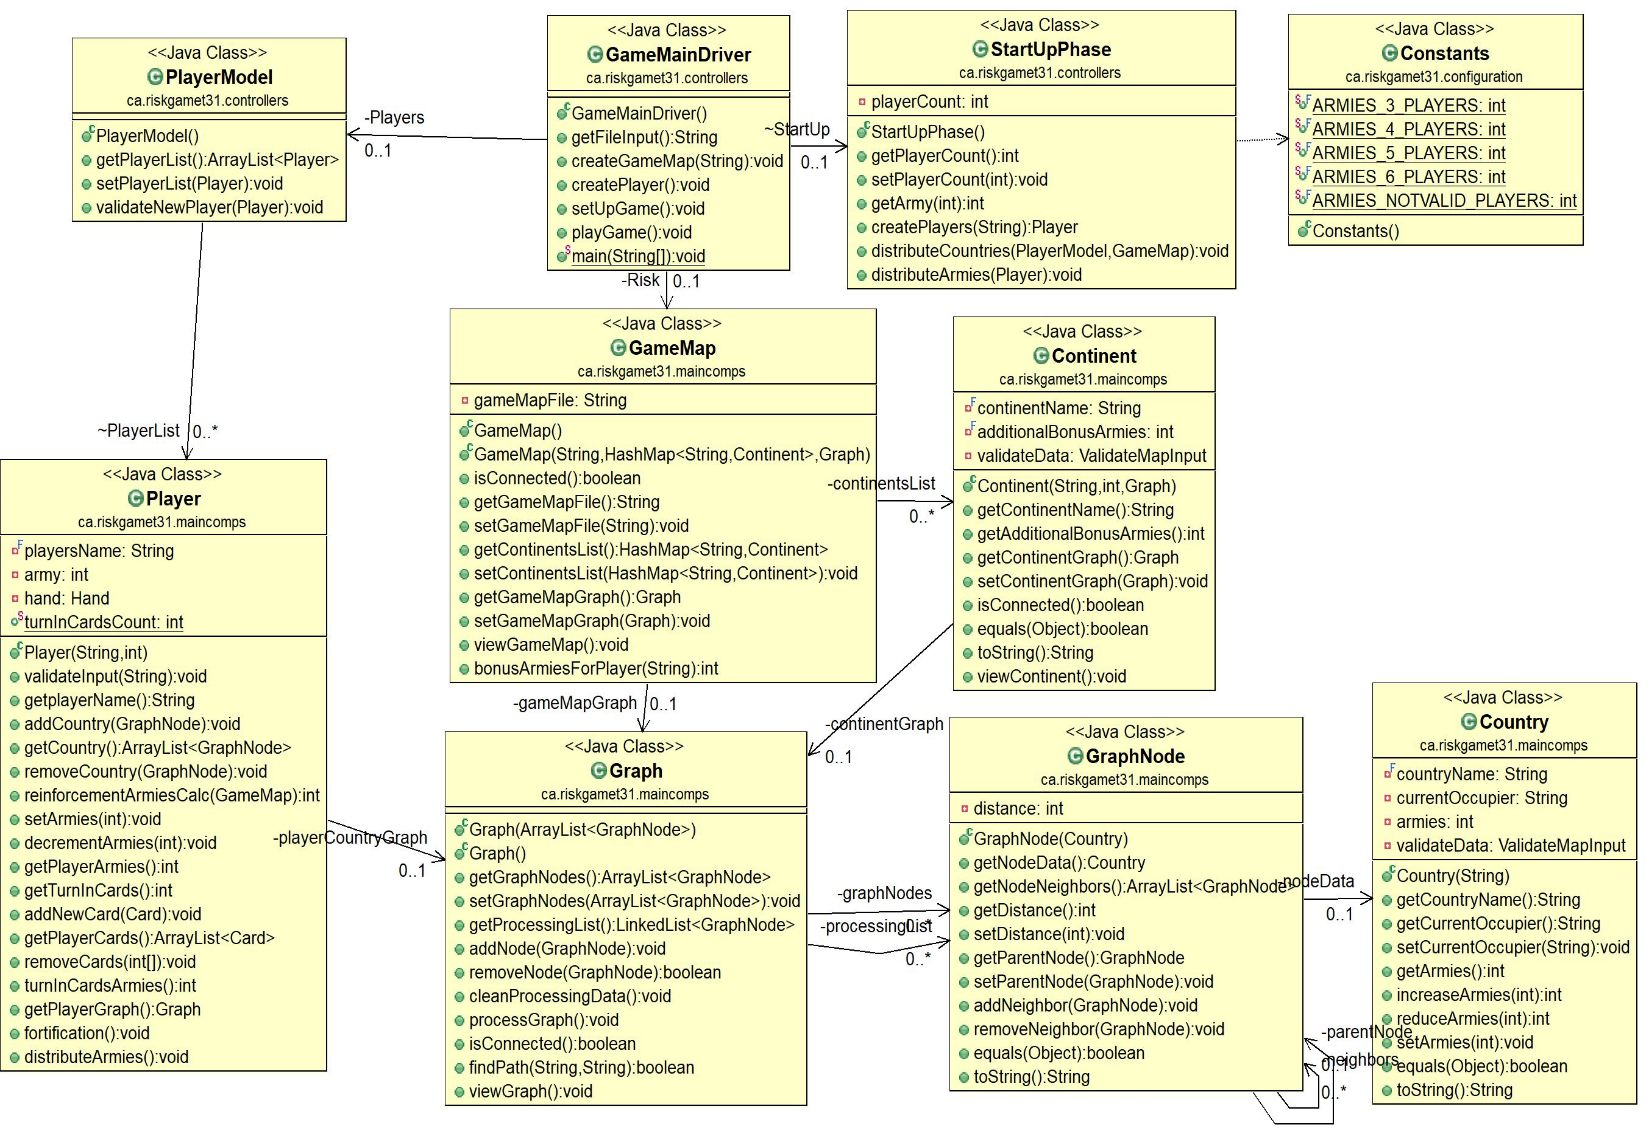 <<Java Class>>
PlayerModel
ca.riskgamet31.controllers
PlayerModel()
getPlayerList():ArrayList<Player>
setPlayerList(Player):void
validateNewPlayer(Player):void
-Players
0..1
<<Java Class>>
GameMainDriver
ca.riskgamet31.controllers
GameMainDriver()
getFileInput():String
createGameMap(String):void
createPlayer():void
setUpGame():void
playGame():void
main(String[]):void
~StartUp
0..1
<<Java Class>>
StartUpPhase
ca.riskgamet31.controllers
playerCount: int
StartUpPhase()
getPlayerCount():int
setPlayerCount(int):void
getArmy(int):int
createPlayers(String):Player
distributeCountries(PlayerModel,GameMap):void
distributeArmies(Player):void
<<Java Class>>
Constants
ca.riskgamet31.configuration
ARMIES_3_PLAYERS: int
ARMIES_4_PLAYERS: int
ARMIES_5_PLAYERS: int
ARMIES_6_PLAYERS: int
ARMIES_NOTVALID_PLAYERS: int
Constants()
-Risk
0..1
<<Java Class>>
GameMap
ca.riskgamet31.maincomps
gameMapFile: String
GameMap()
GameMap(String,HashMap<String,Continent>,Graph)
isConnected():boolean
getGameMapFile():String
setGameMapFile(String):void
getContinentsList():HashMap<String,Continent>
setContinentsList(HashMap<String,Continent>):void
getGameMapGraph():Graph
setGameMapGraph(Graph):void
viewGameMap():void
bonusArmiesForPlayer(String):int
-continentsList
0..*
<<Java Class>>
Continent
ca.riskgamet31.maincomps
continentName: String
additionalBonusArmies: int
validateData: ValidateMapInput
Continent(String,int,Graph)
getContinentName():String
getAdditionalBonusArmies():int
getContinentGraph():Graph
setContinentGraph(Graph):void
isConnected():boolean
equals(Object):boolean
toString():String
viewContinent():void
~PlayerList
0..*
<<Java Class>>
Player
ca.riskgamet31.maincomps
playersName: String
army: int
hand: Hand
turnInCardsCount: int
Player(String,int)
validateInput(String):void
getplayerName():String
addCountry(GraphNode):void
getCountry():ArrayList<GraphNode>
removeCountry(GraphNode):void
reinforcementArmiesCalc(GameMap):int
setArmies(int):void
decrementArmies(int):void
getPlayerArmies():int
getTurnInCards():int
addNewCard(Card):void
getPlayerCards():ArrayList<Card>
removeCards(int[]):void
turnInCardsArmies():int
getPlayerGraph():Graph
fortification():void
distributeArmies():void
-playerCountryGraph
0..1
-gameMapGraph
0..1
-continentGraph
0..1
<<Java Class>>
Graph
ca.riskgamet31.maincomps
Graph(ArrayList<GraphNode>)
Graph()
getGraphNodes():ArrayList<GraphNode>
setGraphNodes(ArrayList<GraphNode>):void
getProcessingList():LinkedList<GraphNode>
addNode(GraphNode):void
removeNode(GraphNode):boolean
cleanProcessingData():void
processGraph():void
isConnected():boolean
findPath(String,String):boolean
viewGraph():void
-graphNodes
0..*
-processingList
0..*
<<Java Class>>
GraphNode
ca.riskgamet31.maincomps
distance: int
GraphNode(Country)
getNodeData():Country
getNodeNeighbors():ArrayList<GraphNode>
getDistance():int
setDistance(int):void
getParentNode():GraphNode
setParentNode(GraphNode):void
addNeighbor(GraphNode):void
removeNeighbor(GraphNode):void
equals(Object):boolean
toString():String
-nodeData
0..1
-parentNode
0..1
-neighbors
0..*
<<Java Class>>
Country
ca.riskgamet31.maincomps
countryName: String
currentOccupier: String
armies: int
validateData: ValidateMapInput
Country(String)
getCountryName():String
getCurrentOccupier():String
setCurrentOccupier(String):void
getArmies():int
increaseArmies(int):int
reduceArmies(int):int
setArmies(int):void
equals(Object):boolean
toString():String